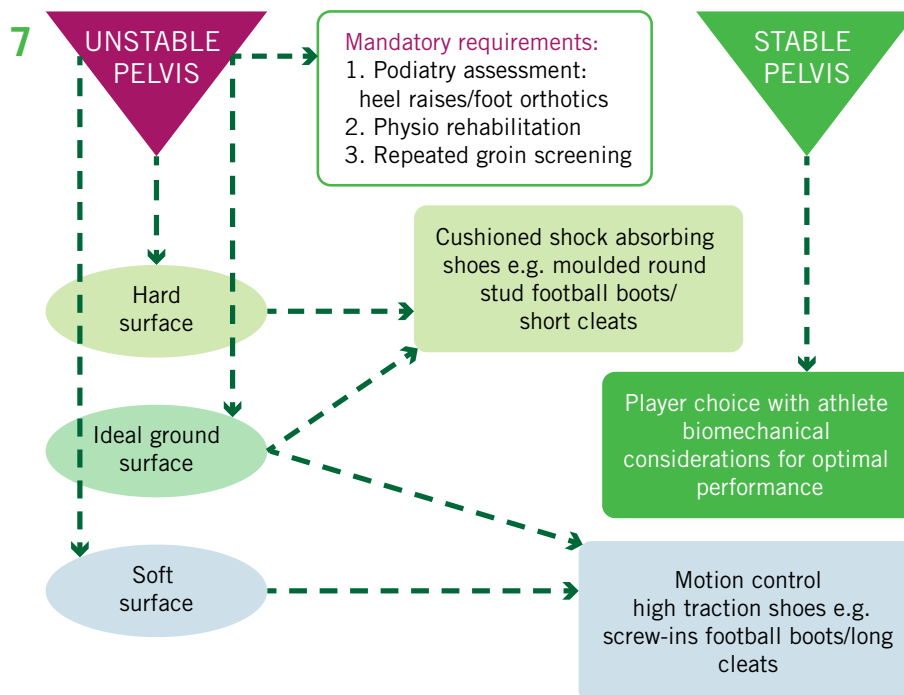 7
UNSTABLE
PELVIS
Mandatory requirements:
1. Podiatry assessment:
heel raises/foot orthotics
2. Physio rehabilitation
3. Repeated groin screening
STABLE
PELVIS
Cushioned shock absorbing
shoes e.g. moulded round
stud football boots/
short cleats
Hard
surface
Player choice with athlete
biomechanical
considerations for optimal
performance
Ideal ground
surface
Soft
surface
Motion control
high traction shoes e.g.
screw-ins football boots/long
cleats